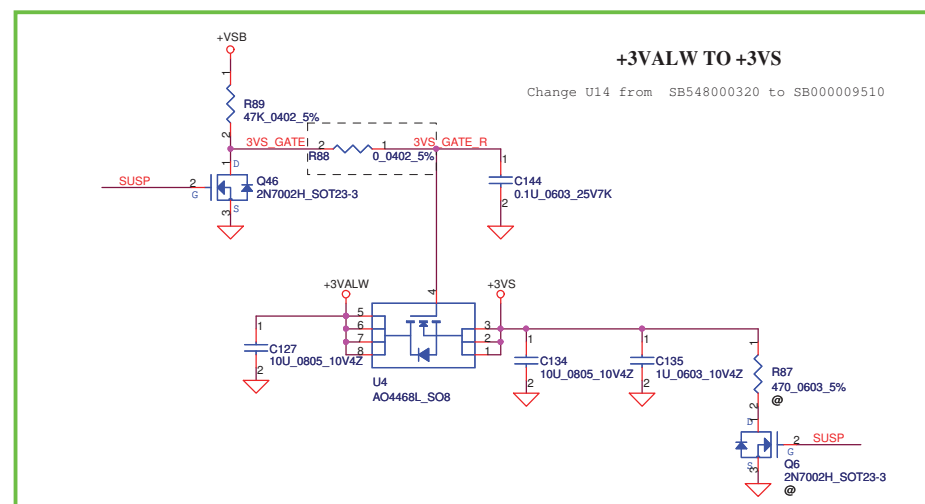 +VSB
+3VALW TO +3VS
Change U14 from SB548000320 to SB000009510
1
R89
47K_0402_5%
2
3VS_GATE
2
R88
1
0_0402_5%
3VS_GATE_R
1
C144
0.1U_0603_25V7K
2
SUSP
2
G
1
D
Q46
2N7002H_SOT23-3
S
3
+3VALW
4
+3VS
5
6
7
8
3
2
1
1
C127
10U_0805_10V4Z
2
U4
AO4468L_SO8
1
C134
10U_0805_10V4Z
2
1
C135
1U_0603_10V4Z
2
1
R87
470_0603_5%
2
@
1
D
2
G
SUSP
S
3
Q6
2N7002H_SOT23-3
@